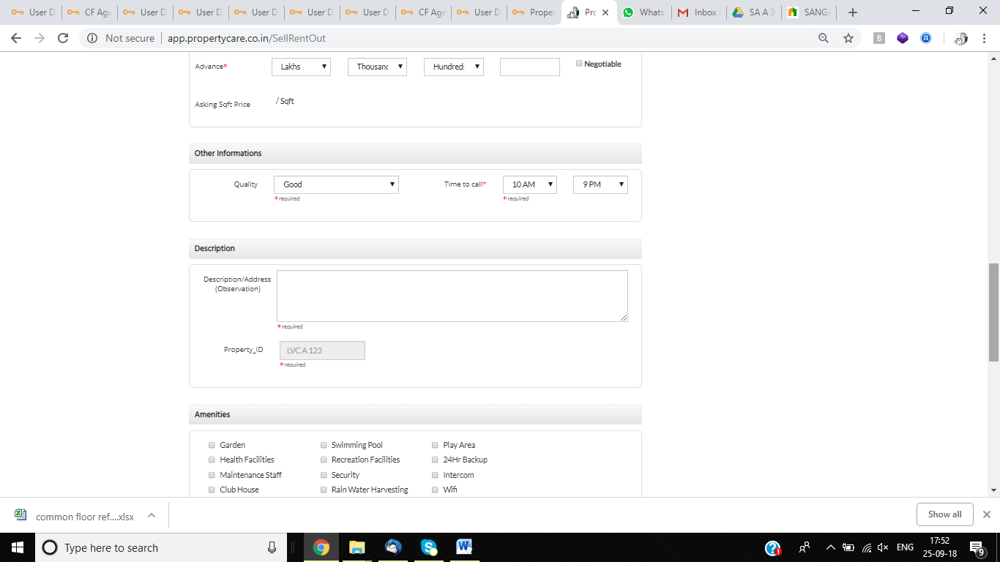 User D CF Age User D User D User D User D User D CF Age User D Proper Pro Whats Inbox SA A 3 SANGA
Not secure app.propertycare.co.in/SellRentOut
Advance* Lakhs Thousand Hundred Negotiable
Asking Sqft Price / Sqft
Other Informations
Quality Good Time to call* 10 AM 9 PM
* required * required
Description
Description/Address
(Observation)
* required
Property_ID LVC A 123
* required
Amenities
Garden Swimming Pool Play Area
Health Facilities Recreation Facilities 24Hr Backup
Maintenance Staff Security Intercom
Club House Rain Water Harvesting Wifi
common floor ref....xlsx Show all
Type here to search ENG 17:52
25-09-18 9